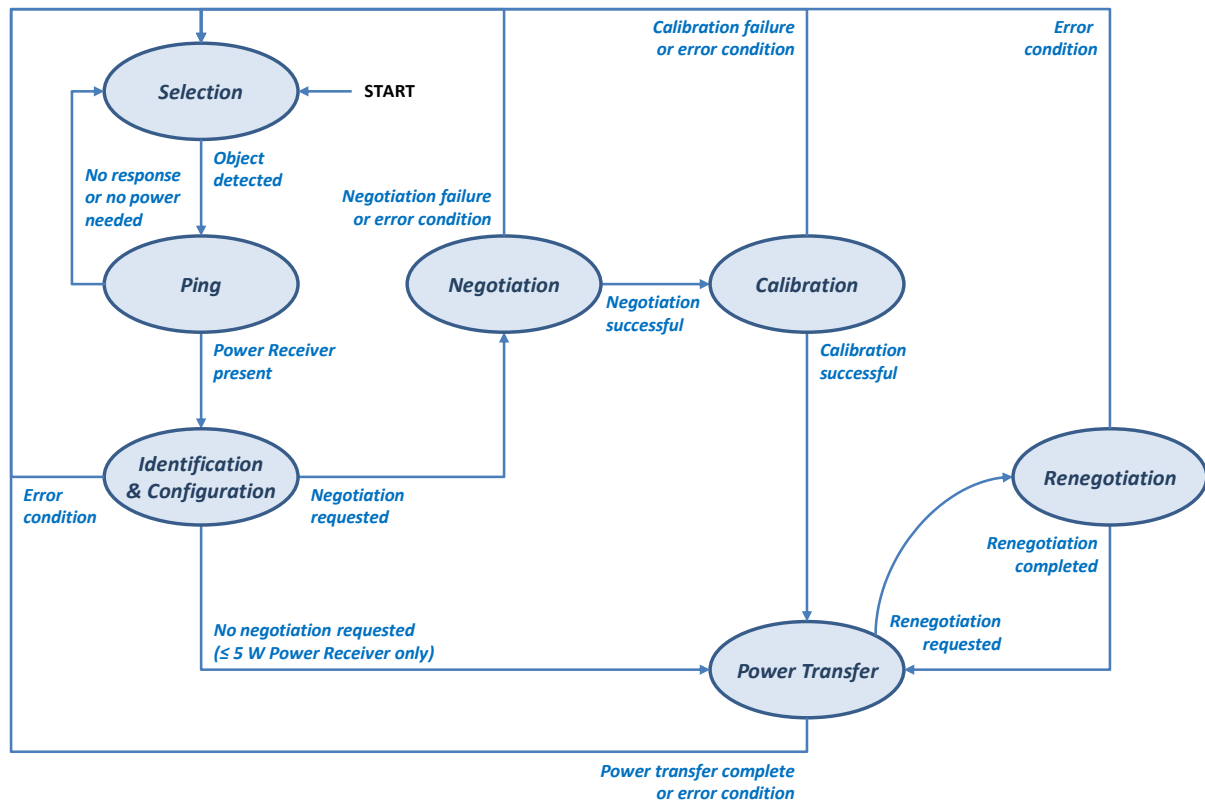 Calibration failure
or error condition
Error
condition
Selection
START
No response
or no power
needed
Object
detected
Negotiation failure
or error condition
Ping
Negotiation
Negotiation
successful
Calibration
Power Receiver
present
Calibration
successful
Identification
& Configuration
Error
condition
Negotiation
requested
Renegotiation
Renegotiation
completed
No negotiation requested
(≤ 5 W Power Receiver only)
Renegotiation
requested
Power Transfer
Power transfer complete
or error condition